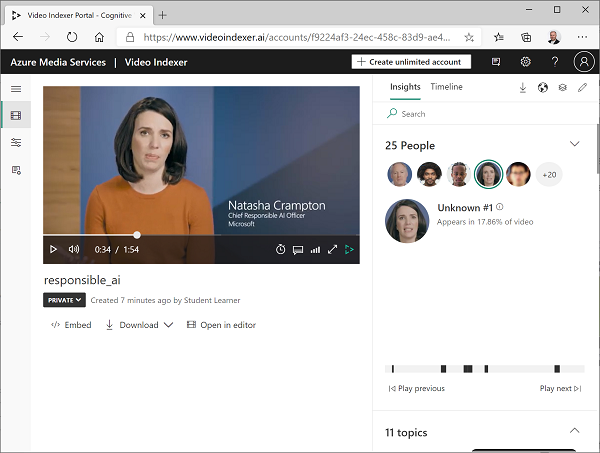 Video Indexer Portal - Cognitive
https://www.videoindexer.ai/accounts/f9224af3-24ec-458c-83d9-ae4...
Azure Media Services | Video Indexer
+ Create unlimited account
?
Natasha Crampton
Chief Responsible AI Officer
Microsoft
0:34 / 1:54
responsible_ai
PRIVATE
Created 7 minutes ago by Student Learner
</> Embed
Download
Open in editor
Insights
Timeline
Search
25 People
+20
Unknown #1
Appears in 17.86% of video
Play previous
Play next
11 topics